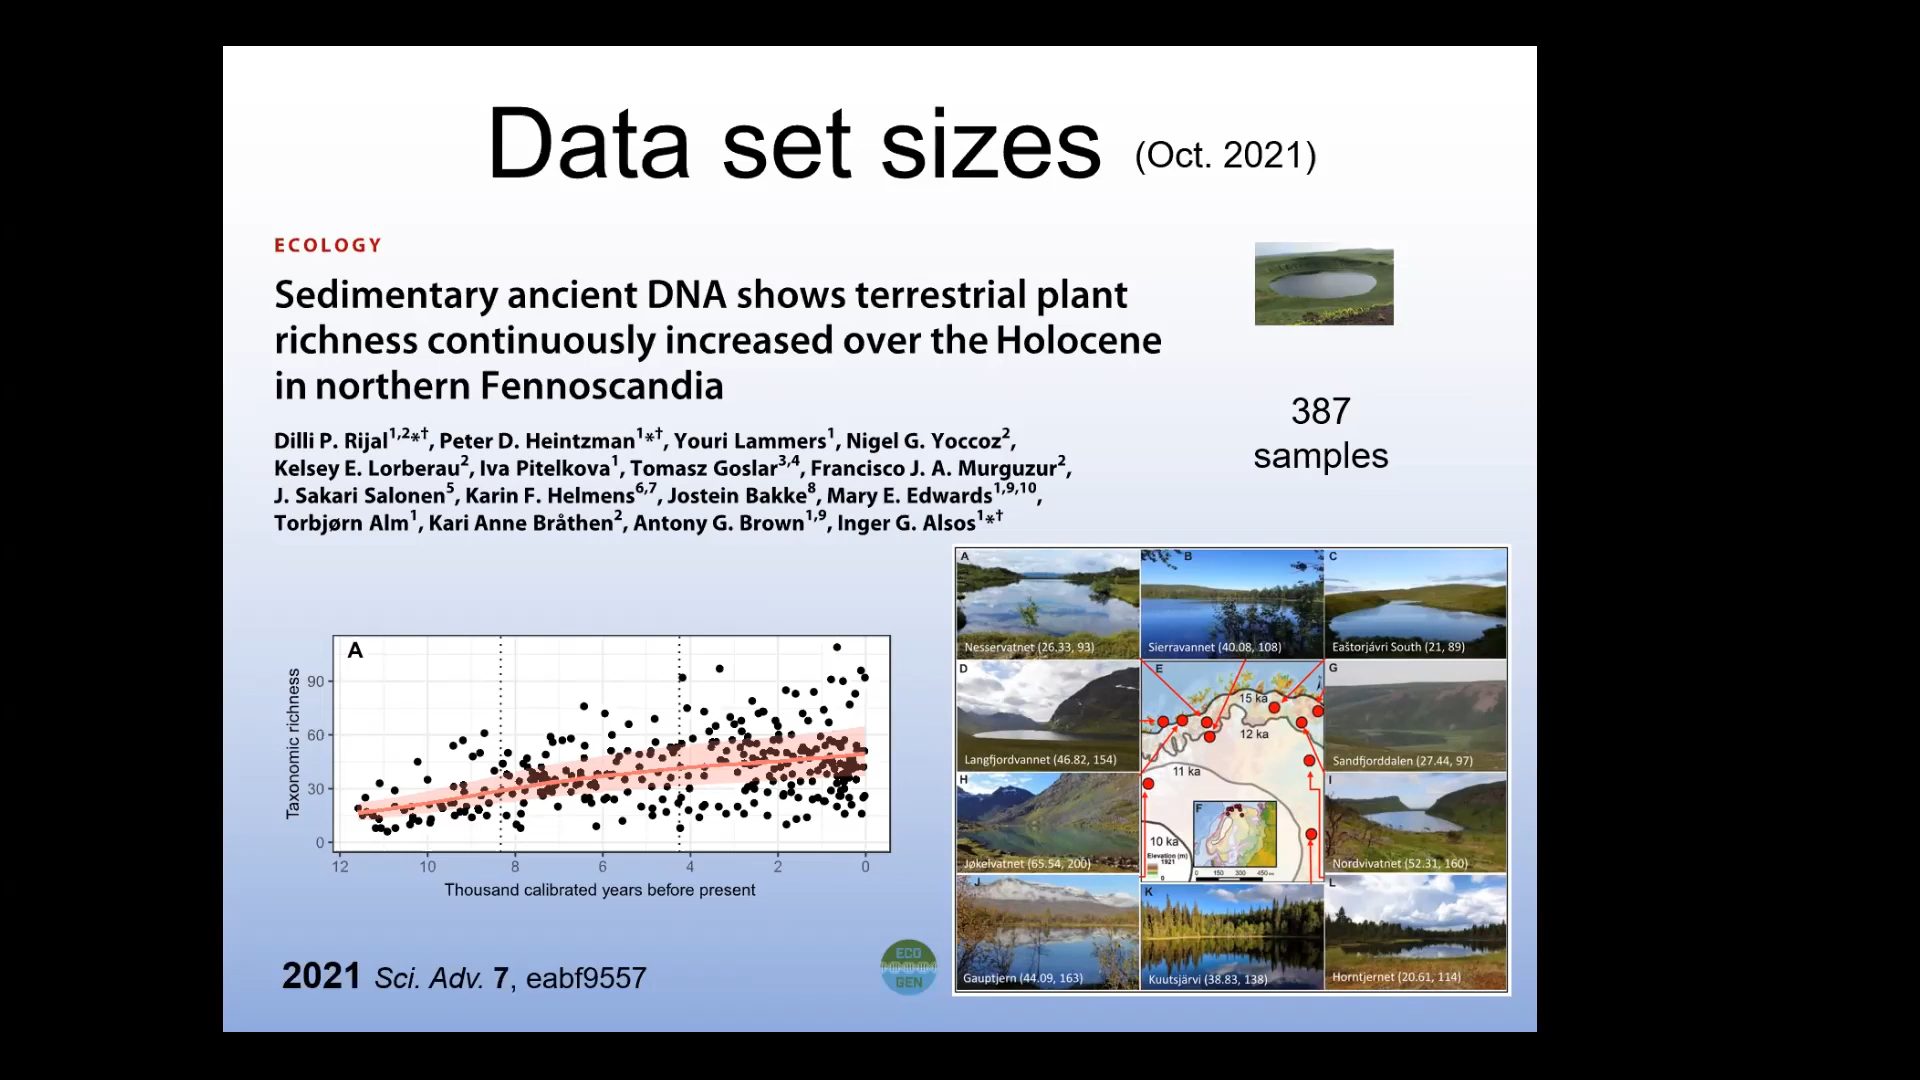 Data set sizes (Oct. 2021)
ECOLOGY
Sedimentary ancient DNA shows terrestrial plant
richness continuously increased over the Holocene
in northern Fennoscandia
Dilli P. Rijal1,2*†, Peter D. Heintzman1*†, Youri Lammers1, Nigel G. Yoccoz2,
Kelsey E. Lorberau2, Iva Pitelkova1, Tomasz Goslar3,4, Francisco J. A. Murguzur2,
J. Sakari Salonen5, Karin F. Helmens6,7, Jostein Bakke8, Mary E. Edwards1,9,10,
Torbjørn Alm1, Kari Anne Bråthen2, Antony G. Brown1,9, Inger G. Alsos1*†
387
samples
A
Taxonomic richness
90
60
30
0
12 10 8 6 4 2 0
Thousand calibrated years before present
A
Nesservatnet (26.33, 93)
B
Sierravannet (40.08, 108)
C
Eaštorjávri South (21, 89)
D
Langfjordvannet (46.82, 154)
E
15 ka
12 ka
11 ka
10 ka
F
Elevation (m)
1921
0
0 150 300 450
G
Sandfjorddalen (27.44, 97)
H
Jøkelvatnet (65.54, 200)
I
Nordvivatnet (52.31, 160)
J
Gauptjern (44.09, 163)
K
Kuutsjärvi (38.83, 138)
L
Horntjernet (20.61, 114)
2021 Sci. Adv. 7, eabf9557
ECO
GEN